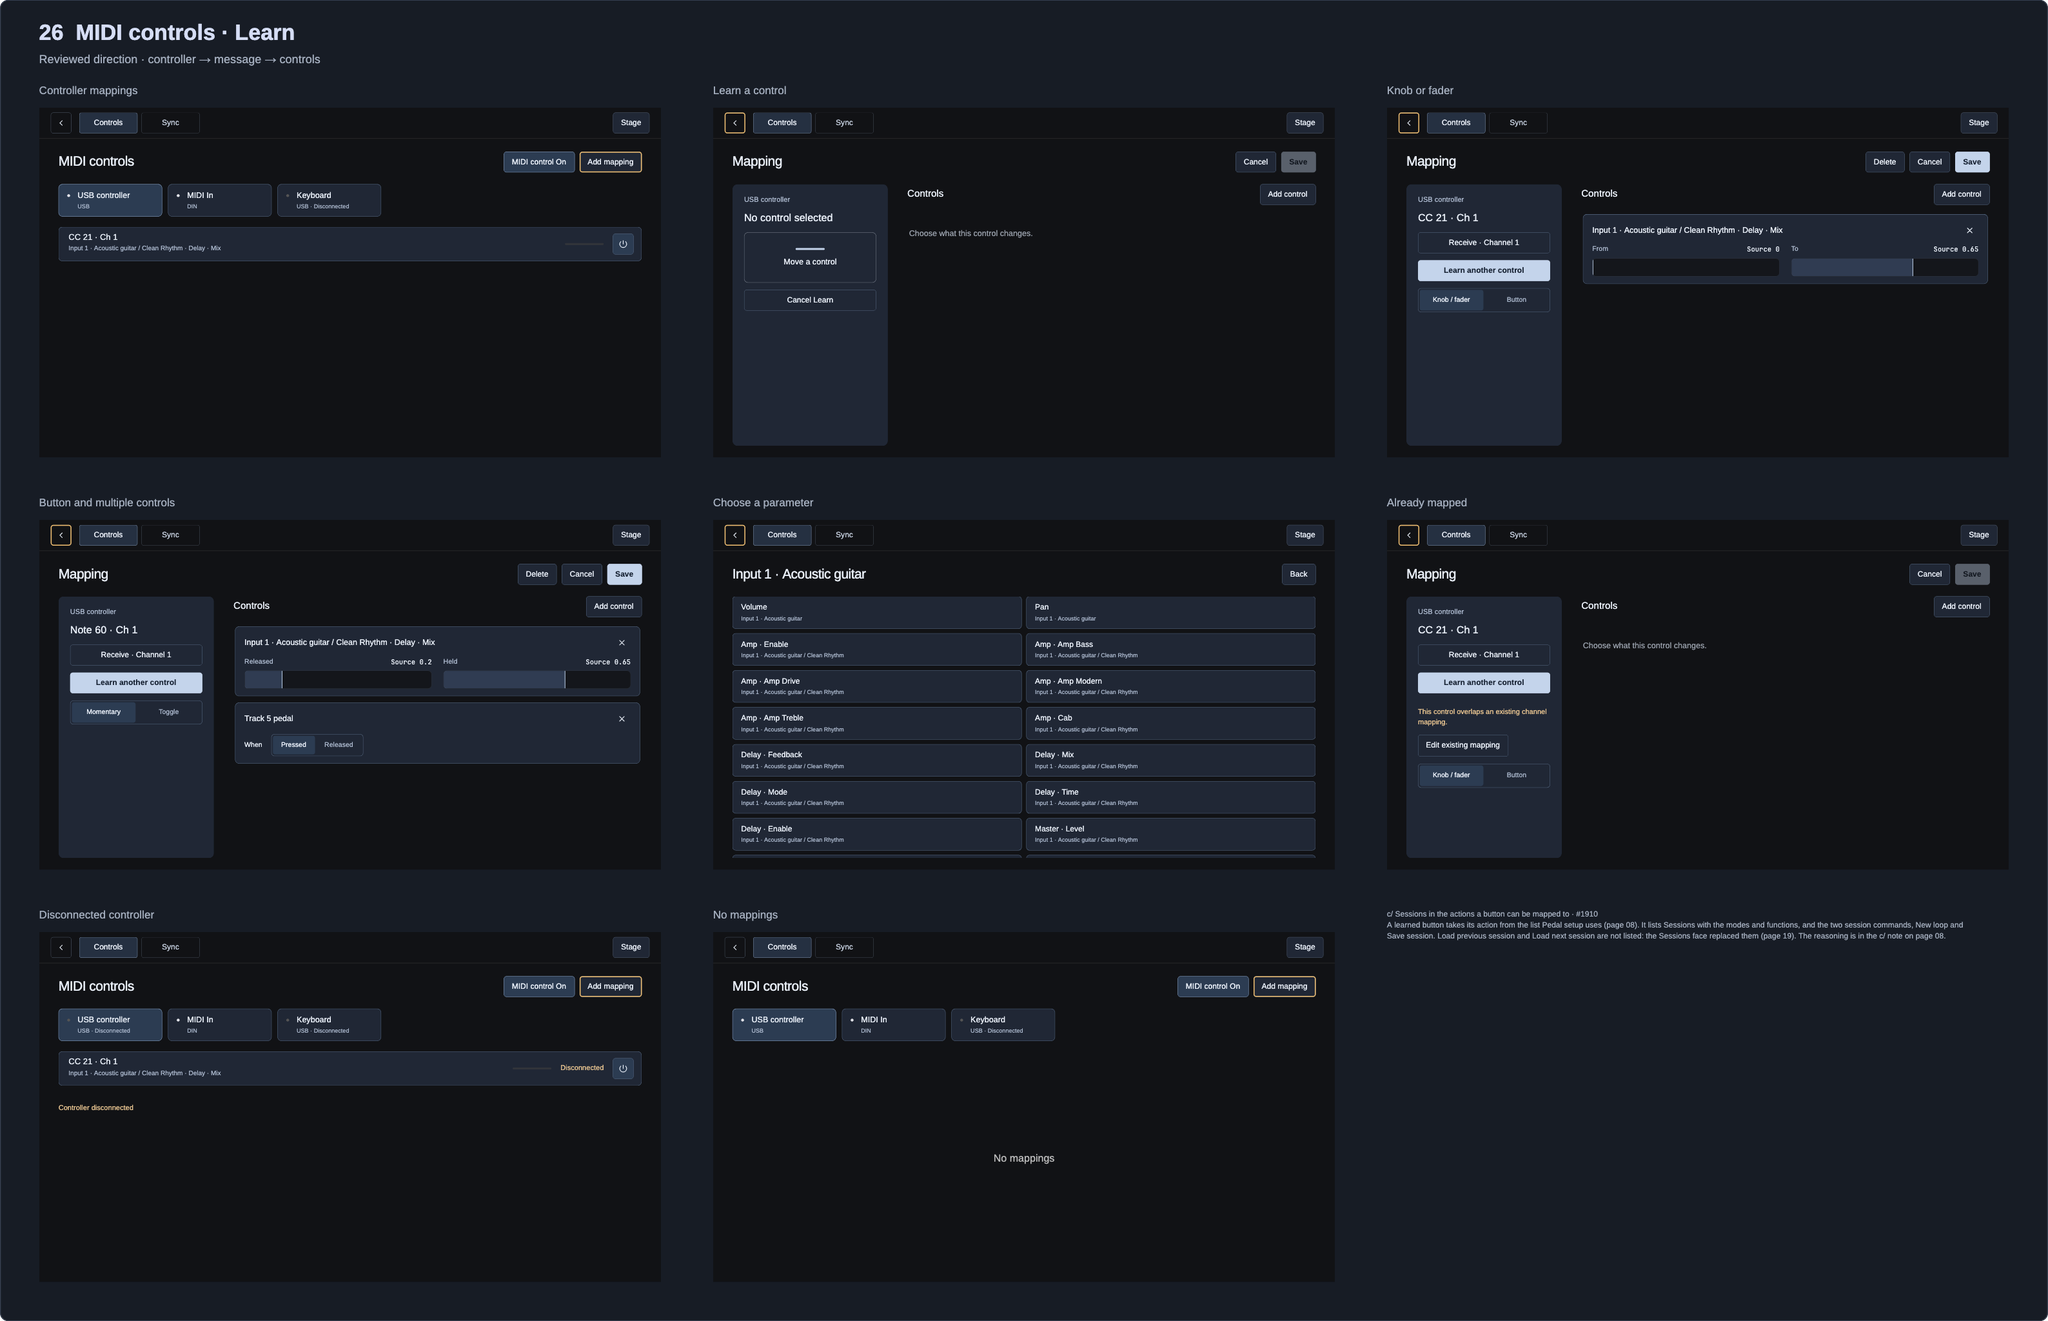 26 MIDI controls · Learn
Reviewed direction · controller → message → controls
Controller mappings
Controls
Sync
Stage
MIDI controls
MIDI control On
Add mapping
USB controller
USB
MIDI In
DIN
Keyboard
USB · Disconnected
CC 21 · Ch 1
Input 1 · Acoustic guitar / Clean Rhythm · Delay · Mix
Learn a control
Controls
Sync
Stage
Mapping
Cancel
Save
USB controller
No control selected
Move a control
Cancel Learn
Controls
Add control
Choose what this control changes.
Knob or fader
Controls
Sync
Stage
Mapping
Delete
Cancel
Save
USB controller
CC 21 · Ch 1
Receive · Channel 1
Learn another control
Knob / fader
Button
Controls
Add control
Input 1 · Acoustic guitar / Clean Rhythm · Delay · Mix
From
Source 0
To
Source 0.65
Button and multiple controls
Controls
Sync
Stage
Mapping
Delete
Cancel
Save
USB controller
Note 60 · Ch 1
Receive · Channel 1
Learn another control
Momentary
Toggle
Controls
Add control
Input 1 · Acoustic guitar / Clean Rhythm · Delay · Mix
Released
Source 0.2
Held
Source 0.65
Track 5 pedal
When
Pressed
Released
Choose a parameter
Controls
Sync
Stage
Input 1 · Acoustic guitar
Back
Volume
Input 1 · Acoustic guitar
Pan
Input 1 · Acoustic guitar
Amp · Enable
Input 1 · Acoustic guitar / Clean Rhythm
Amp · Amp Bass
Input 1 · Acoustic guitar / Clean Rhythm
Amp · Amp Drive
Input 1 · Acoustic guitar / Clean Rhythm
Amp · Amp Modern
Input 1 · Acoustic guitar / Clean Rhythm
Amp · Amp Treble
Input 1 · Acoustic guitar / Clean Rhythm
Amp · Cab
Input 1 · Acoustic guitar / Clean Rhythm
Delay · Feedback
Input 1 · Acoustic guitar / Clean Rhythm
Delay · Mix
Input 1 · Acoustic guitar / Clean Rhythm
Delay · Mode
Input 1 · Acoustic guitar / Clean Rhythm
Delay · Time
Input 1 · Acoustic guitar / Clean Rhythm
Delay · Enable
Input 1 · Acoustic guitar / Clean Rhythm
Master · Level
Input 1 · Acoustic guitar / Clean Rhythm
Already mapped
Controls
Sync
Stage
Mapping
Cancel
Save
USB controller
CC 21 · Ch 1
Receive · Channel 1
Learn another control
This control overlaps an existing channel
mapping.
Edit existing mapping
Knob / fader
Button
Controls
Add control
Choose what this control changes.
Disconnected controller
Controls
Sync
Stage
MIDI controls
MIDI control On
Add mapping
USB controller
USB · Disconnected
MIDI In
DIN
Keyboard
USB · Disconnected
CC 21 · Ch 1
Input 1 · Acoustic guitar / Clean Rhythm · Delay · Mix
Disconnected
Controller disconnected
No mappings
Controls
Sync
Stage
MIDI controls
MIDI control On
Add mapping
USB controller
USB
MIDI In
DIN
Keyboard
USB · Disconnected
No mappings
c/ Sessions in the actions a button can be mapped to · #1910
A learned button takes its action from the list Pedal setup uses (page 08). It lists Sessions with the modes and functions, and the two session commands, New loop and
Save session. Load previous session and Load next session are not listed: the Sessions face replaced them (page 19). The reasoning is in the c/ note on page 08.